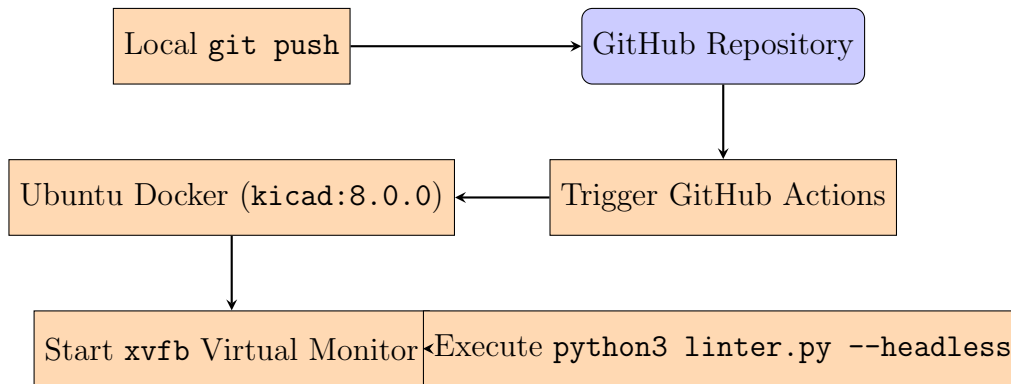 Local git push
GitHub Repository
Ubuntu Docker (kicad:8.0.0)
Trigger GitHub Actions
Start xvfb Virtual Monitor
Execute python3 linter.py --headless